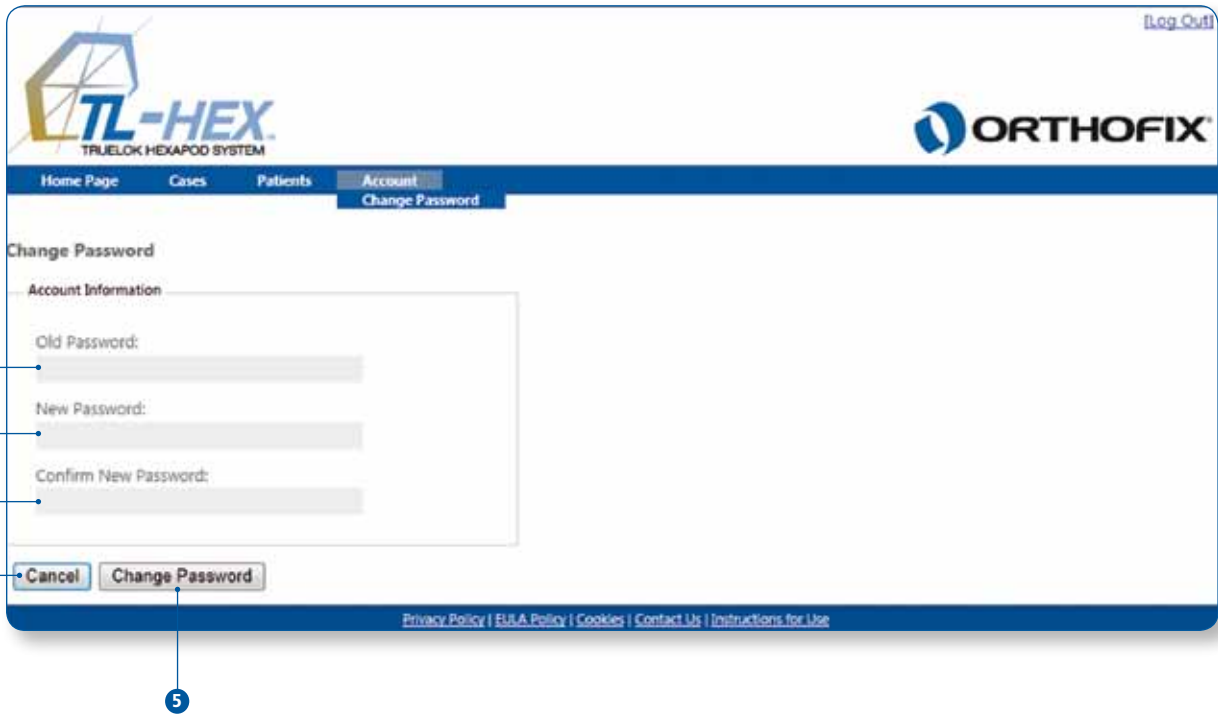 [Log Out]
TL-HEX
TRUELOK HEXAPOD SYSTEM
ORTHOFIX
Home Page Cases Patients Account
Change Password
Change Password
Account Information
Old Password:
New Password:
Confirm New Password:
Cancel Change Password
Privacy Policy | EULA Policy | Cookies | Contact Us | Instructions for Use
5